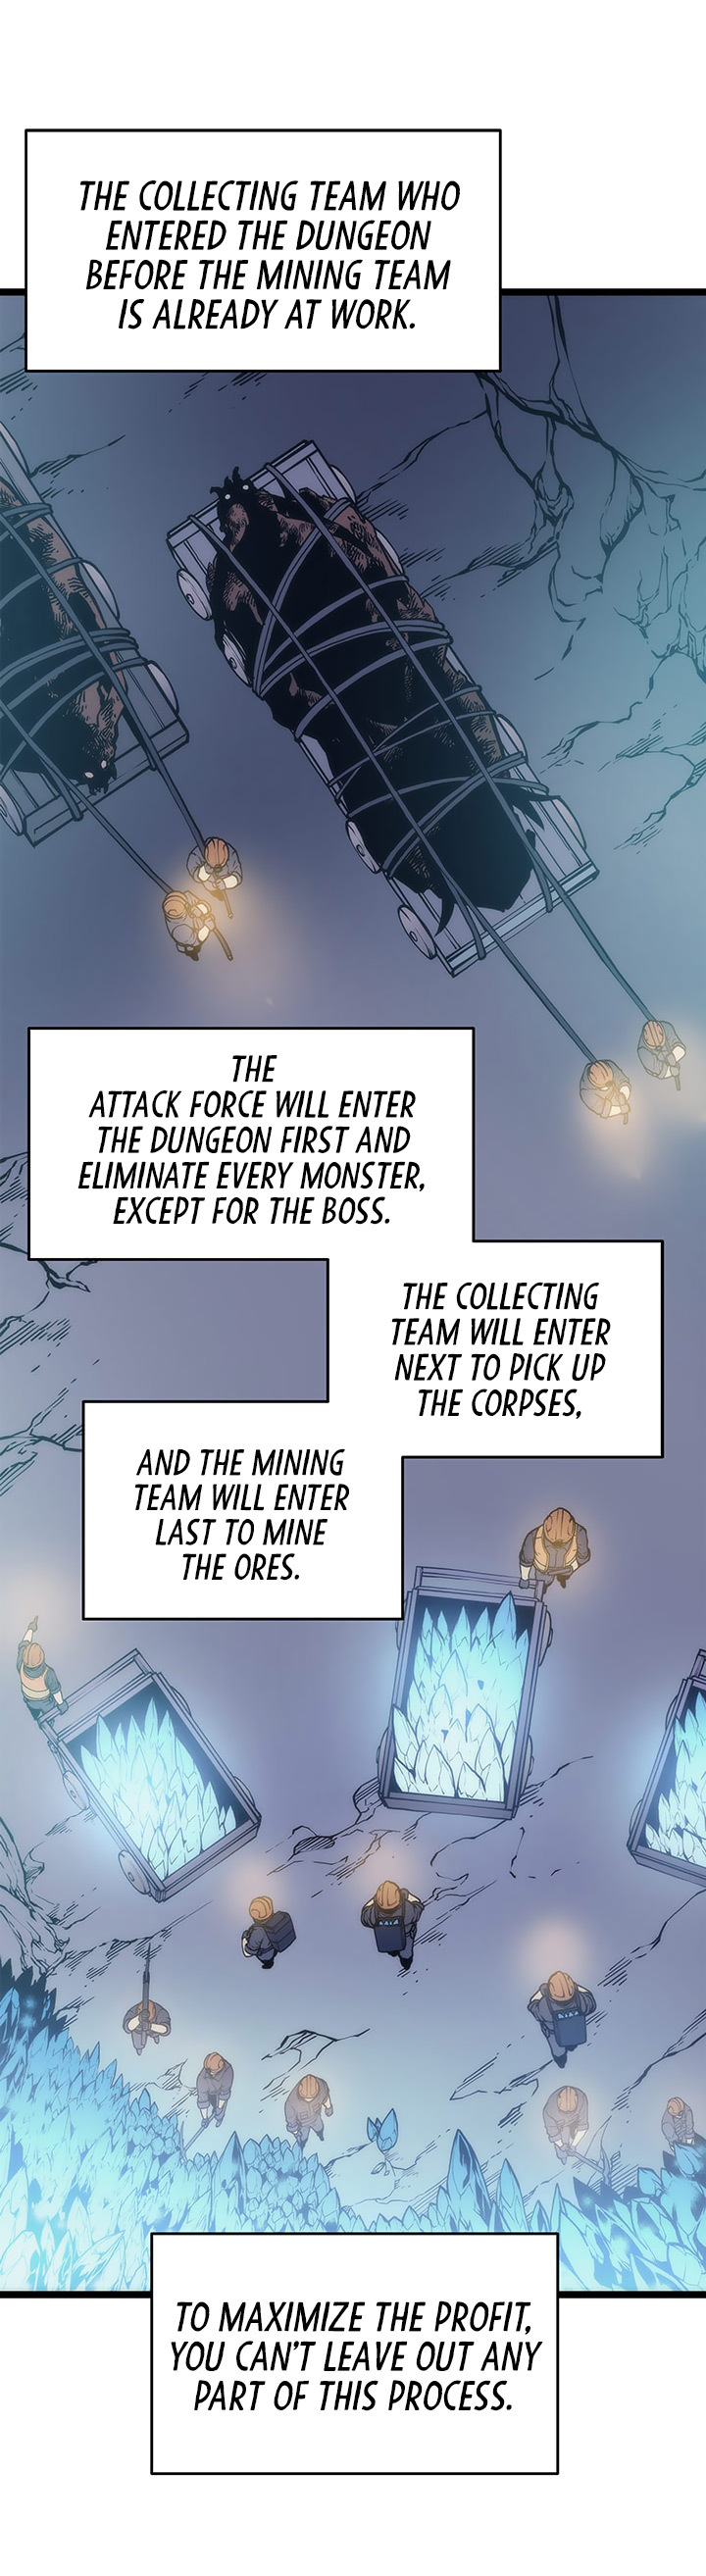 THE COLLECTING TEAM WHO
ENTERED THE DUNGEON
BEFORE THE MINING TEAM
IS ALREADY AT WORK.
THE
ATTACK FORCE WILL ENTER
THE DUNGEON FIRST AND
ELIMINATE EVERY MONSTER,
EXCEPT FOR THE BOSS.
THE COLLECTING
TEAM WILL ENTER
NEXT TO PICK UP
THE CORPSES,
AND THE MINING
TEAM WILL ENTER
LAST TO MINE
THE ORES.
TO MAXIMIZE THE PROFIT,
YOU CAN'T LEAVE OUT ANY
PART OF THIS PROCESS.